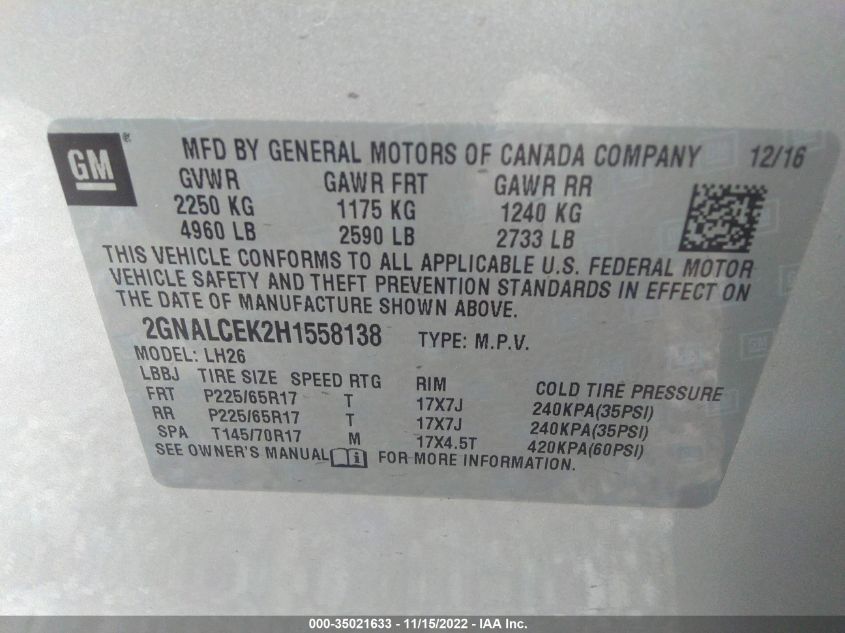 GM ® MFD BY GENERAL MOTORS OF CANADA COMPANY 12/16
GVWR GAWR FRT GAWR RR
2250 KG 1175 KG 1240 KG
4960 LB 2590 LB 2733 LB
THIS VEHICLE CONFORMS TO ALL APPLICABLE U.S. FEDERAL MOTOR
VEHICLE SAFETY AND THEFT PREVENTION STANDARDS IN EFFECT ON
THE DATE OF MANUFACTURE SHOWN ABOVE.
2GNALCEK2H1558138 TYPE: M.P.V.
MODEL: LH26
LBBJ TIRE SIZE SPEED RTG RIM COLD TIRE PRESSURE
FRT P225/65R17 T 17X7J 240KPA(35PSI)
RR P225/65R17 T 17X7J 240KPA(35PSI)
SPA T145/70R17 M 17X4.5T 420KPA(60PSI)
SEE OWNER'S MANUAL FOR MORE INFORMATION.
000-35021633 - 11/15/2022 - IAA Inc.